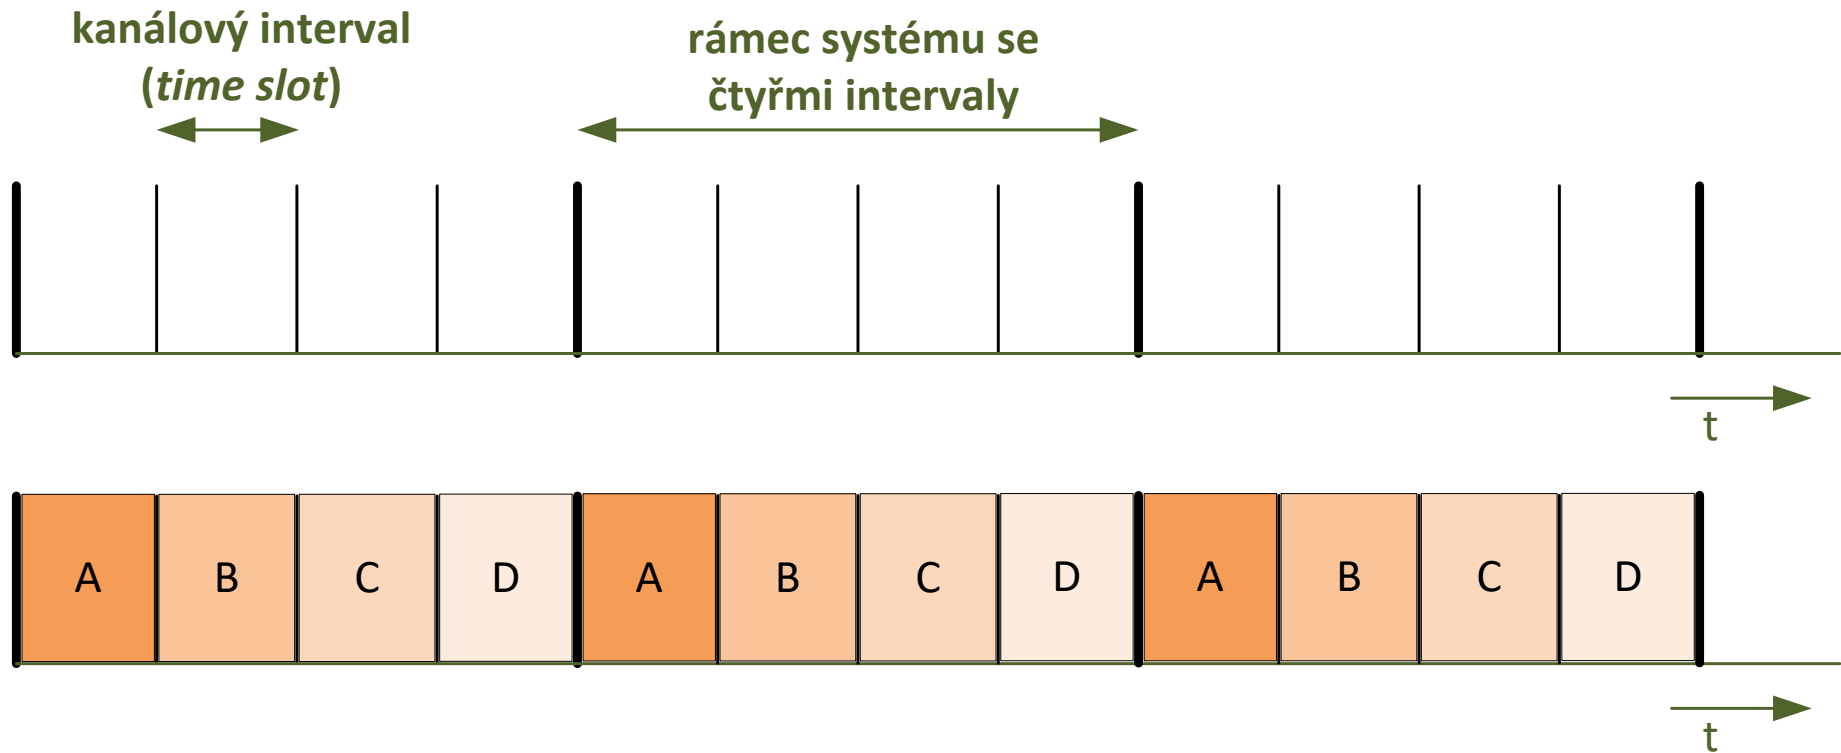 kanálový interval
(time slot)
rámec systému se
čtyřmi intervaly
t
A B C D A B C D A B C D
t